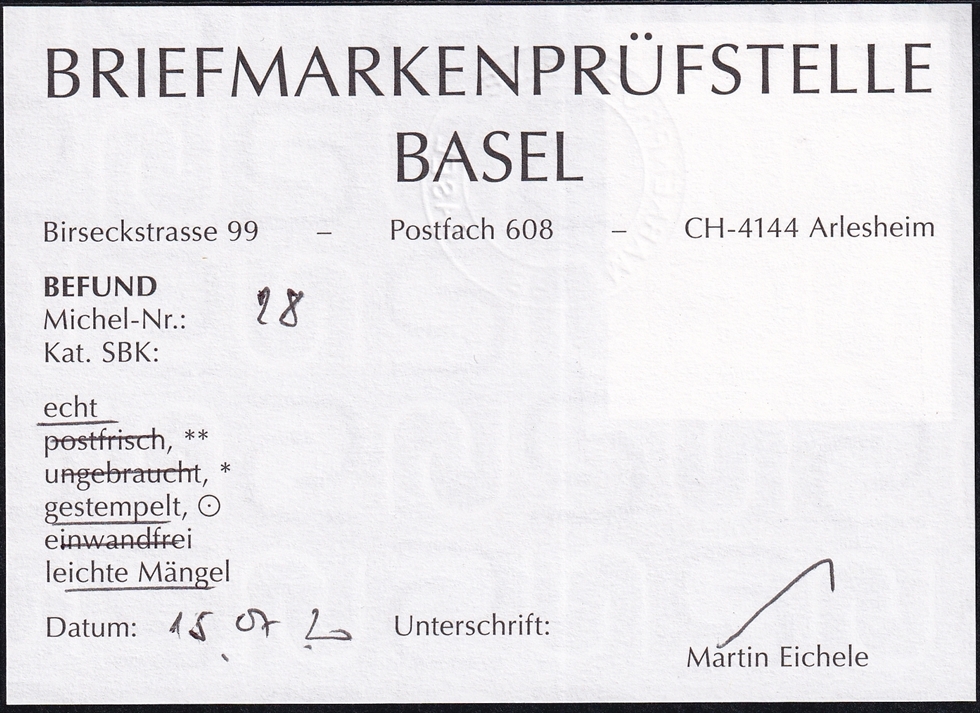 BRIEFMARKENPRÜFSTELLE
BASEL
Birseckstrasse 99 – Postfach 608 – CH-4144 Arlesheim
BEFUND
Michel-Nr.: 28
Kat. SBK:
echt
postfrisch, **
ungebraucht, *
gestempelt, ⊙
einwandfrei
leichte Mängel
Datum: 15. 07 Unterschrift:
Martin Eichele